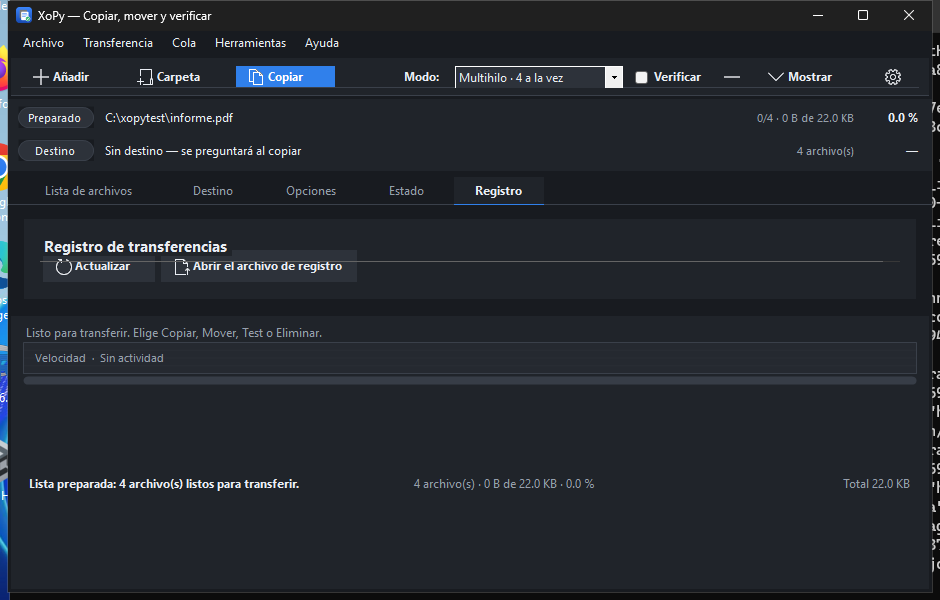 XoPy — Copiar, mover y verificar
Archivo Transferencia Cola Herramientas Ayuda
Añadir Carpeta Copiar Modo: Multihilo · 4 a la vez Verificar — Mostrar
Preparado C:\xopytest\informe.pdf 0/4 · 0 B de 22.0 KB 0.0 %
Destino Sin destino — se preguntará al copiar 4 archivo(s) —
Lista de archivos Destino Opciones Estado Registro
Registro de transferencias
Actualizar Abrir el archivo de registro
Listo para transferir. Elige Copiar, Mover, Test o Eliminar.
Velocidad · Sin actividad
Lista preparada: 4 archivo(s) listos para transferir. 4 archivo(s) · 0 B de 22.0 KB · 0.0 % Total 22.0 KB